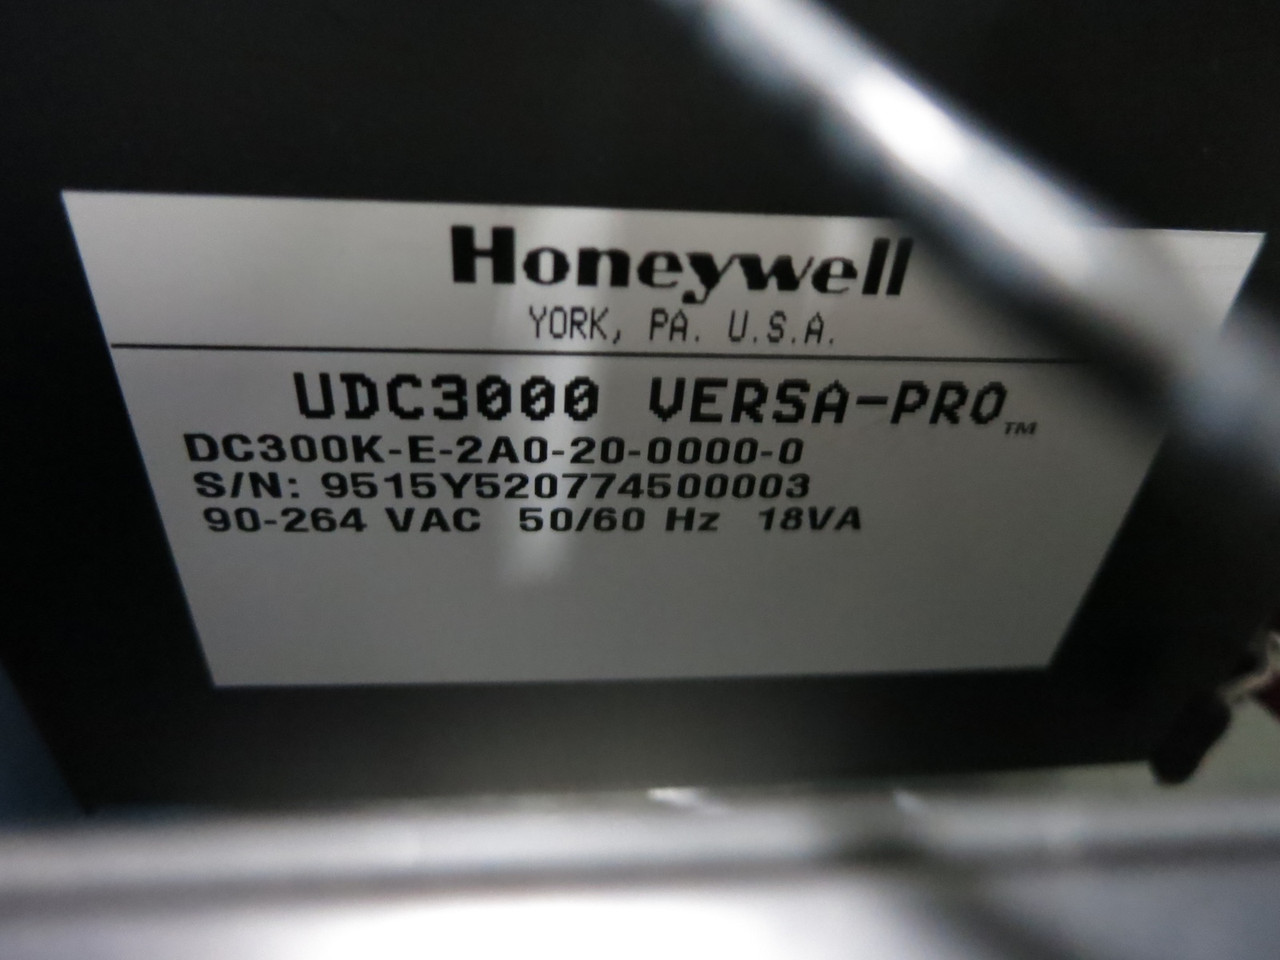 Honeywell
YORK, PA. U.S.A.
UDC3000 VERSA-PRO™
DC300K-E-2A0-20-0000-0
S/N: 9515Y520774500003
90-264 VAC 50/60 Hz 18VA